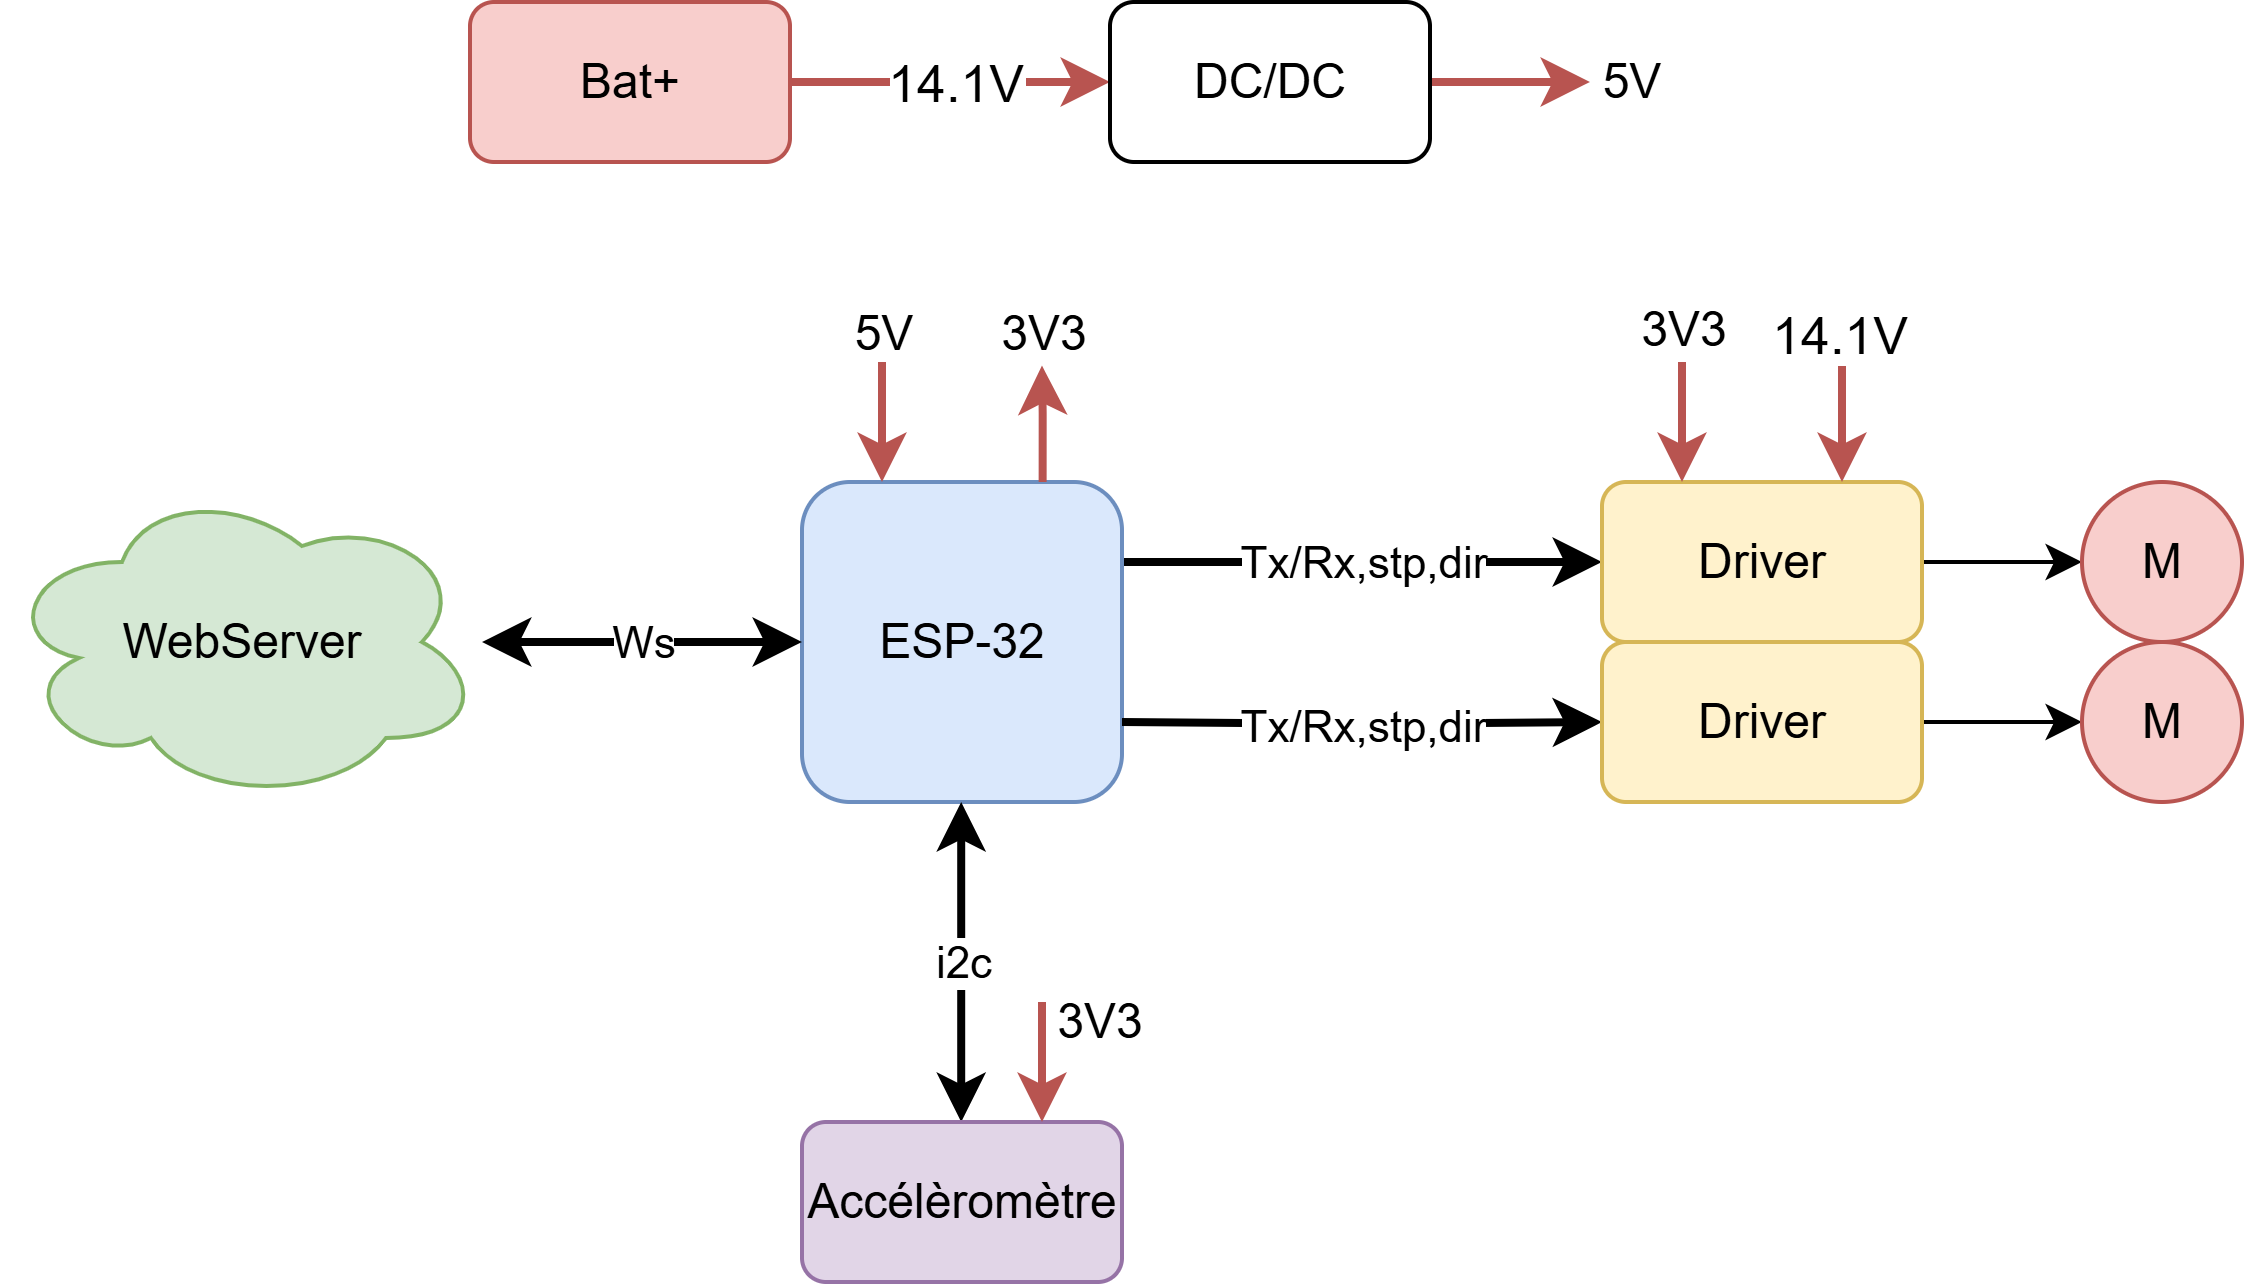 Bat+
14.1V
DC/DC
5V
5V
3V3
3V3
14.1V
WebServer
Ws
ESP-32
Tx/Rx,stp,dir
Driver
M
Tx/Rx,stp,dir
Driver
M
i2c
3V3
Accélèromètre